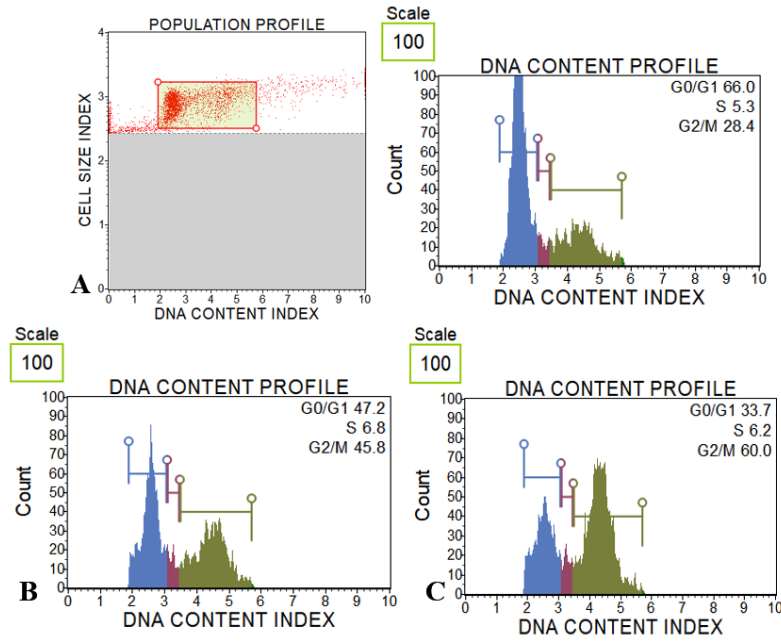 POPULATION PROFILE
4
3
2
1
0
CELL SIZE INDEX
0 1 2 3 4 5 6 7 8 9 10
DNA CONTENT INDEX
A
Scale
100
DNA CONTENT PROFILE
G0/G1 66.0
S 5.3
G2/M 28.4
100
90
80
70
60
50
40
30
20
10
0
Count
0 1 2 3 4 5 6 7 8 9 10
DNA CONTENT INDEX
Scale
100
DNA CONTENT PROFILE
G0/G1 47.2
S 6.8
G2/M 45.8
100
90
80
70
60
50
40
30
20
10
0
Count
0 1 2 3 4 5 6 7 8 9 10
DNA CONTENT INDEX
B
Scale
100
DNA CONTENT PROFILE
G0/G1 33.7
S 6.2
G2/M 60.0
100
90
80
70
60
50
40
30
20
10
0
Count
0 1 2 3 4 5 6 7 8 9 10
DNA CONTENT INDEX
C